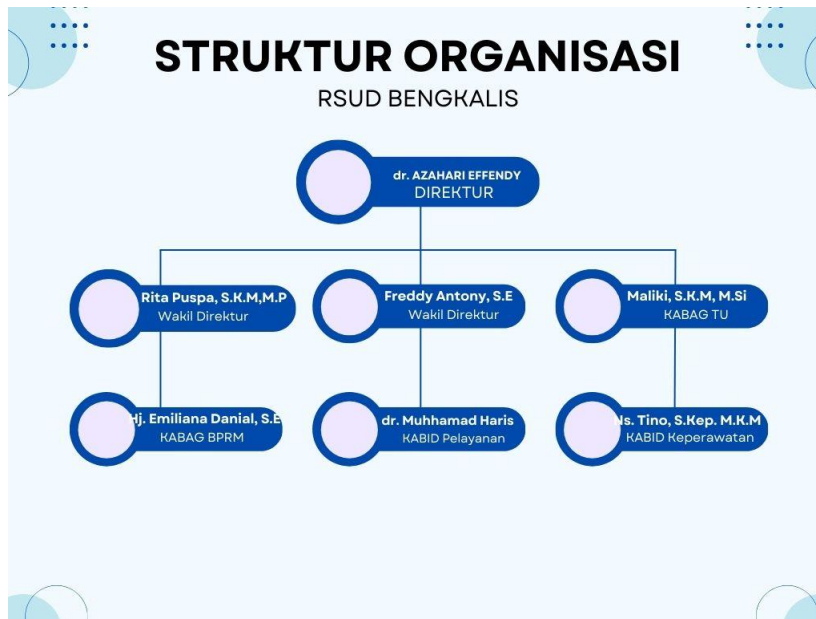 STRUKTUR ORGANISASI
RSUD BENGKALIS
dr. AZAHARI EFFENDY
DIREKTUR
Rita Puspa, S.K.M,M.P
Wakil Direktur
Freddy Antony, S.E
Wakil Direktur
Maliki, S.K.M, M.Si
KABAG TU
Hj. Emiliana Danial, S.E
KABAG BPRM
dr. Muhhamad Haris
KABID Pelayanan
Ns. Tino, S.Kep. M.K.M
KABID Keperawatan